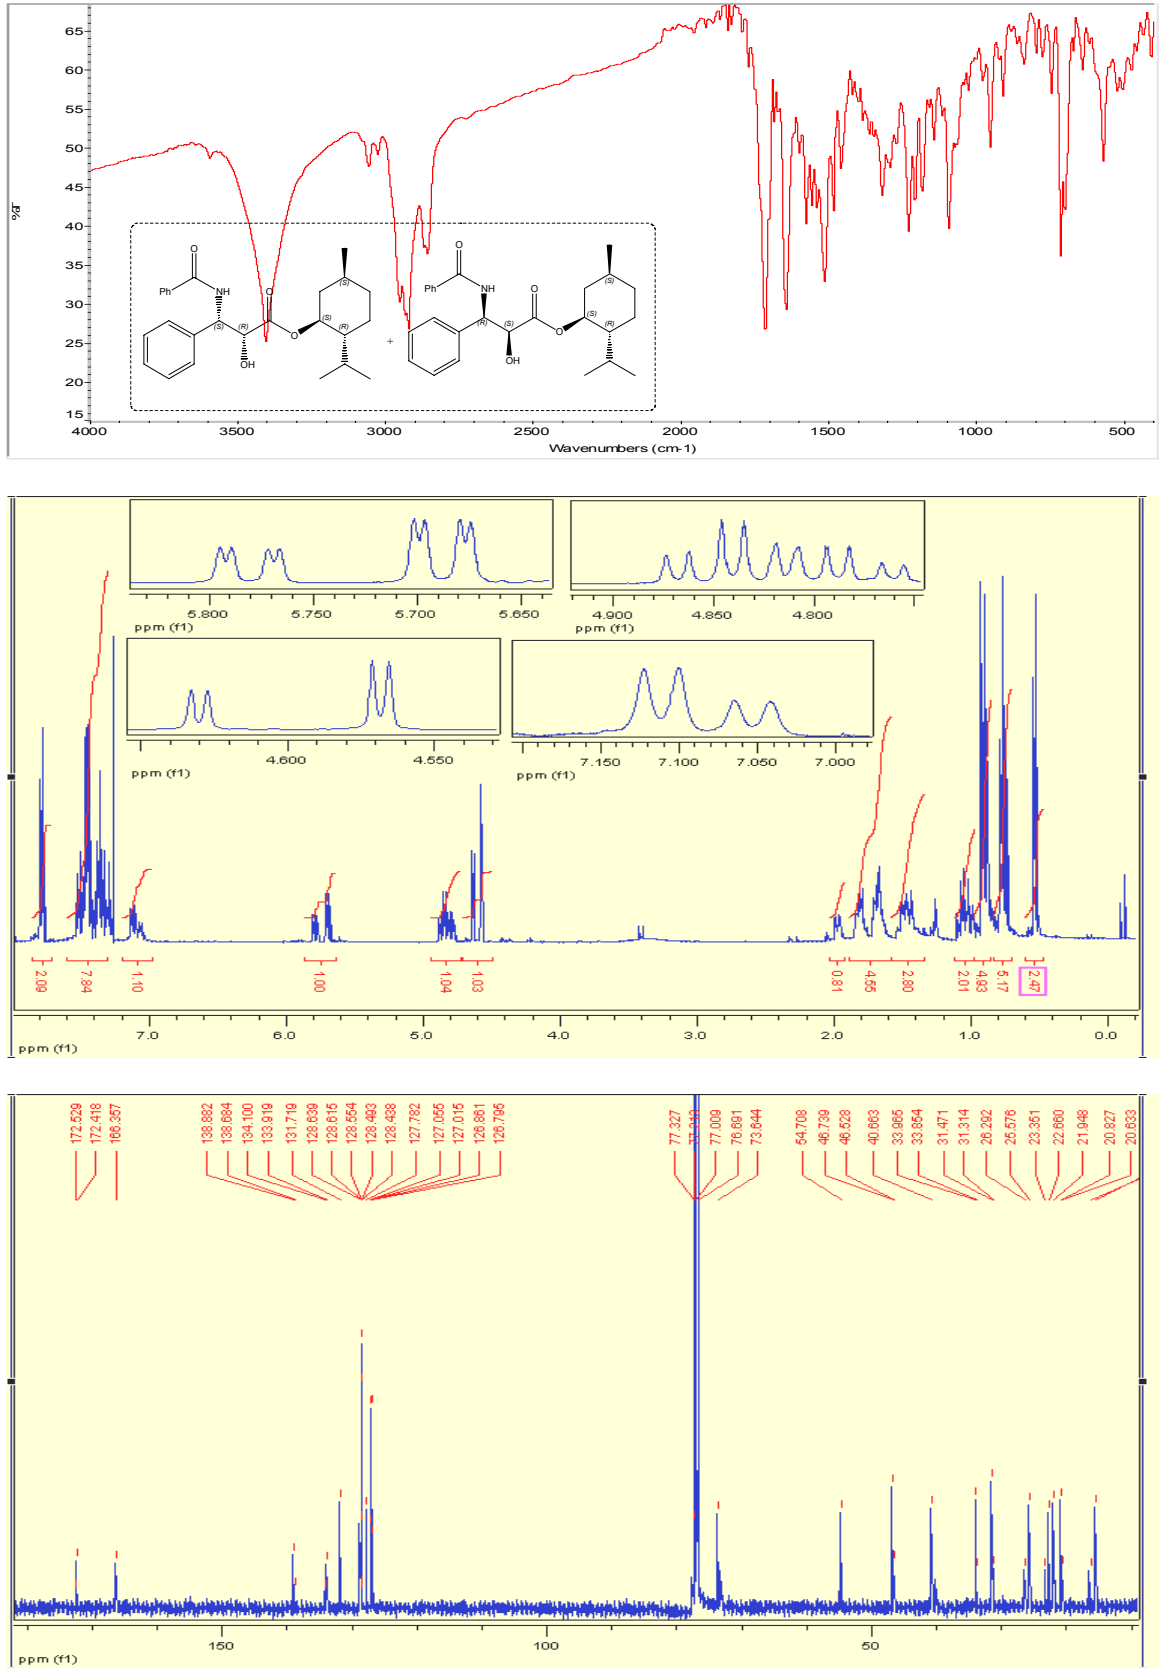 65
60
55
50
45
40
35
30
25
20
15
%T
O
Ph
NH
(S)
(R)
O
O
OH
(S)
(S)
(R)
+
O
Ph
NH
(R)
(S)
O
O
OH
(S)
(S)
(R)
4000 3500 3000 2500 2000 1500 1000 500
Wavenumbers (cm-1)
5.800 5.750 5.700 5.650
ppm (f1)
4.900 4.850 4.800
ppm (f1)
4.600 4.550
ppm (f1)
7.150 7.100 7.050 7.000
ppm (f1)
2.09 7.84 1.10 1.00 1.04 1.03 0.81 4.55 2.80 2.01 4.93 5.17 2.47
7.0 6.0 5.0 4.0 3.0 2.0 1.0 0.0
ppm (f1)
172.529
172.418
166.357
138.882
138.684
134.100
133.919
131.719
128.639
128.615
128.554
128.493
128.438
127.782
127.055
127.015
126.861
126.795
77.327
77.009
76.691
73.644
54.708
46.739
46.528
40.663
33.965
33.854
31.471
31.314
26.292
25.576
23.351
22.660
21.948
20.827
20.633
150 100 50
ppm (f1)